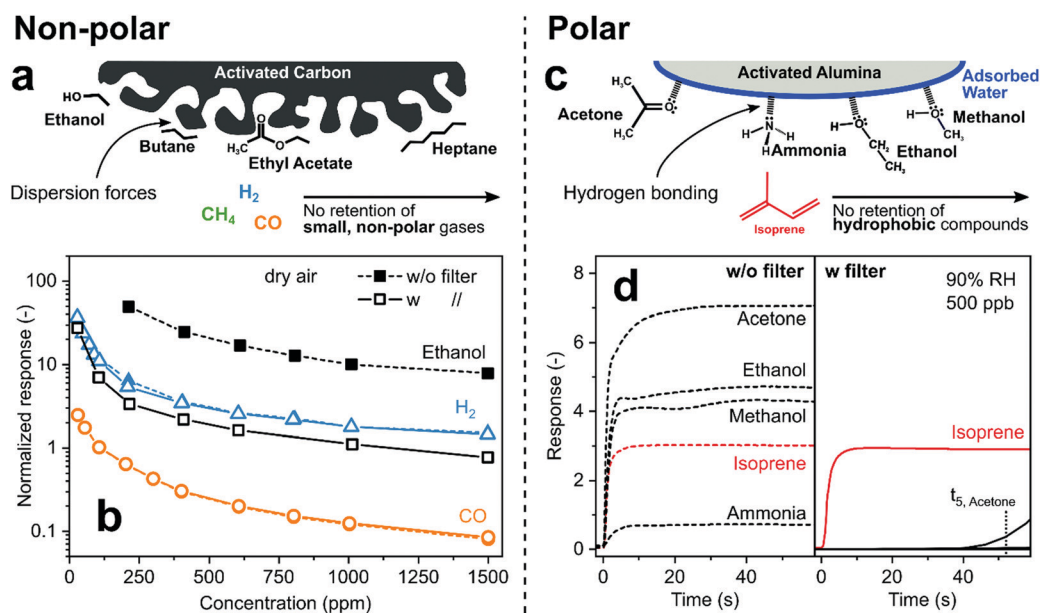 Non-polar
a
Activated Carbon
HO
Ethanol
Butane
O
H₃C
O
Ethyl Acetate
Heptane
Dispersion forces
H₂
CH₄
CO
No retention of
small, non-polar gases
b
dry air
w/o filter
w //
Ethanol
H₂
CO
100
10
1
0.1
Normalized response (-)
0
250
500
750
1000
1250
1500
Concentration (ppm)
Polar
c
Activated Alumina
Adsorbed
Water
H₃C
O:
CH₃
Acetone
N
H
H
H
Ammonia
H
O:
CH₂
CH₃
Ethanol
H
O:
CH₃
Methanol
Hydrogen bonding
Isoprene
No retention of
hydrophobic compounds
d
w/o filter
w filter
90% RH
500 ppb
Acetone
Ethanol
Methanol
Isoprene
Ammonia
Isoprene
t5, Acetone
8
6
4
2
0
Response (-)
0
20
40
Time (s)
0
20
40
Time (s)